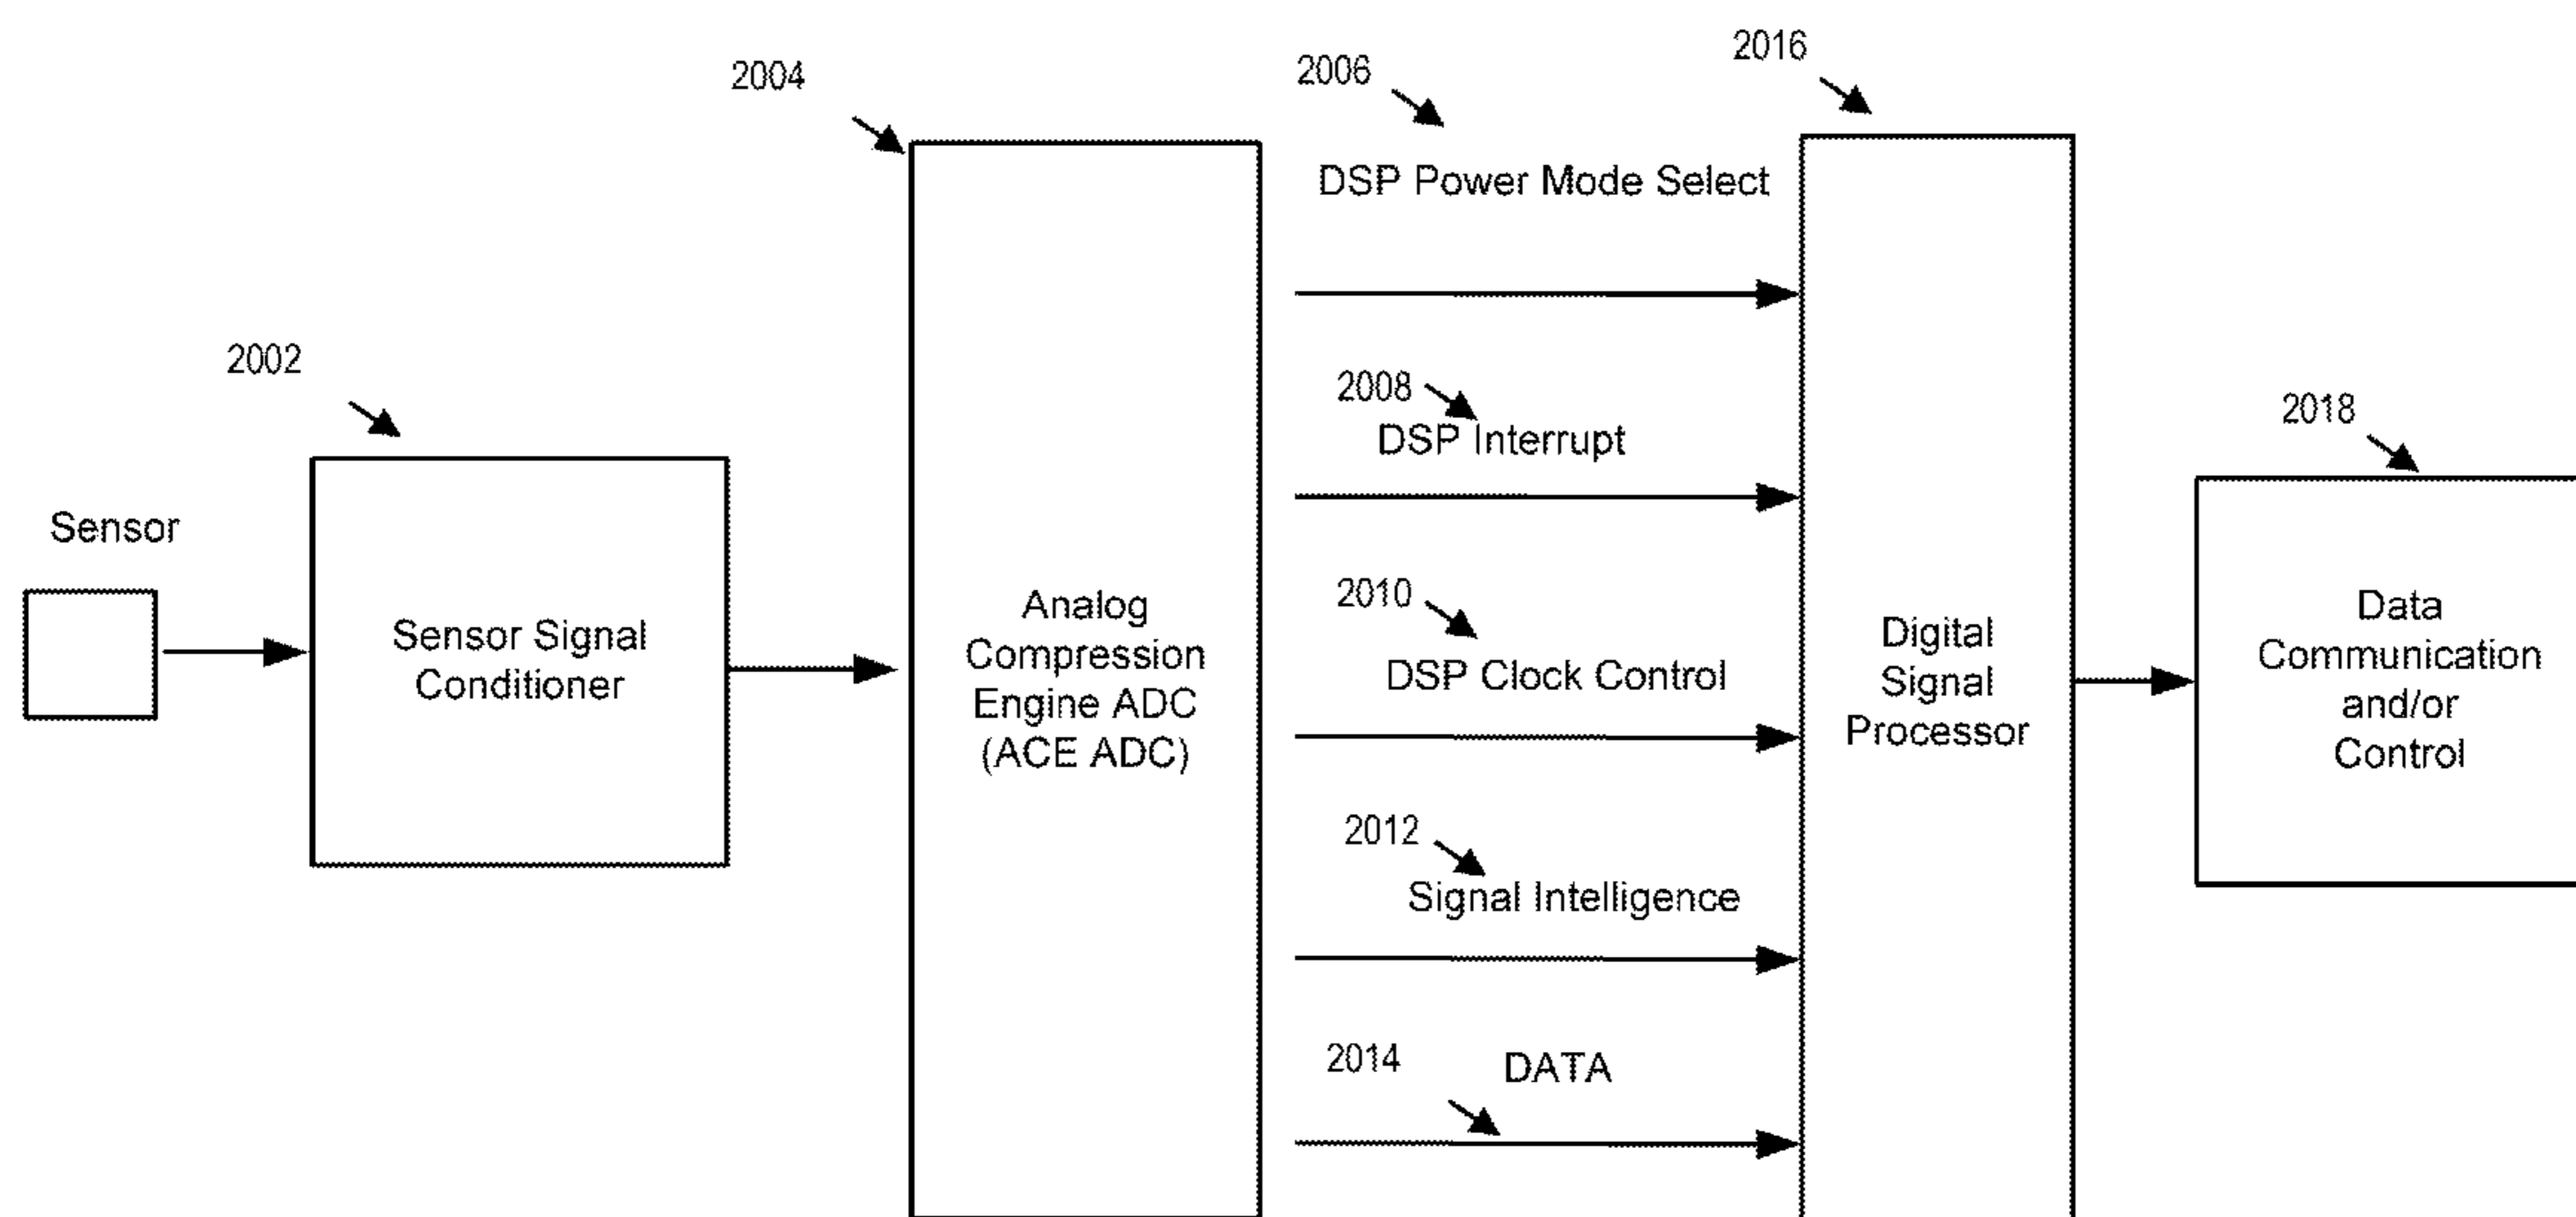 2016
2006
2004
DSP Power Mode Select
2002
2008
DSP Interrupt
2018
Sensor
2010
Sensor Signal
Conditioner
Analog
Compression
Engine ADC
(ACE ADC)
DSP Clock Control
Digital
Signal
Processor
Data
Communication
and/or
Control
2012
Signal Intelligence
2014
DATA